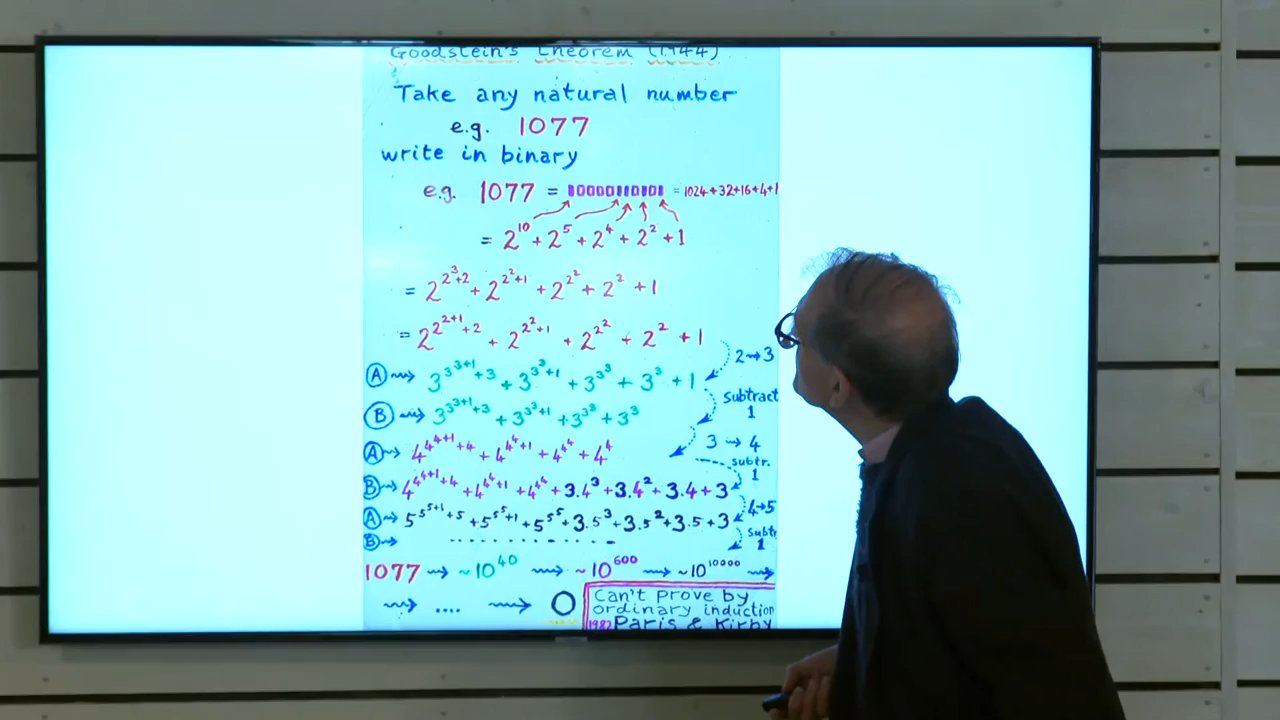 Goodstein's Theorem (1944)
Take any natural number
e.g. 1077
write in binary
e.g. 1077 = 10000110101 = 1024+32+16+4+1
= 2^10 + 2^5 + 2^4 + 2^2 + 1
= 2^(2^3+2) + 2^(2^2+1) + 2^(2^2) + 2^2 + 1
= 2^(2^(2+1)+2) + 2^(2^2+1) + 2^(2^2) + 2^2 + 1
2 → 3
A → 3^(3^(3+1)+3) + 3^(3^3+1) + 3^(3^3) + 3^3 + 1
subtract
1
B → 3^(3^(3+1)+3) + 3^(3^3+1) + 3^(3^3) + 3^3
3 → 4
A → 4^(4^(4+1)+4) + 4^(4^4+1) + 4^(4^4) + 4^4
subtr.
1
B → 4^(4^(4+1)+4) + 4^(4^4+1) + 4^(4^4) + 3.4^3 + 3.4^2 + 3.4 + 3
4→5
A → 5^(5^(5+1)+5) + 5^(5^5+1) + 5^(5^5) + 3.5^3 + 3.5^2 + 3.5 + 3
B → . . . . . . . . . .
subtr
1
1077 → ~10^40 → ~10^600 → ~10^10000 →
→ .... → 0
Can't prove by
ordinary induction
1982 Paris & Kirby